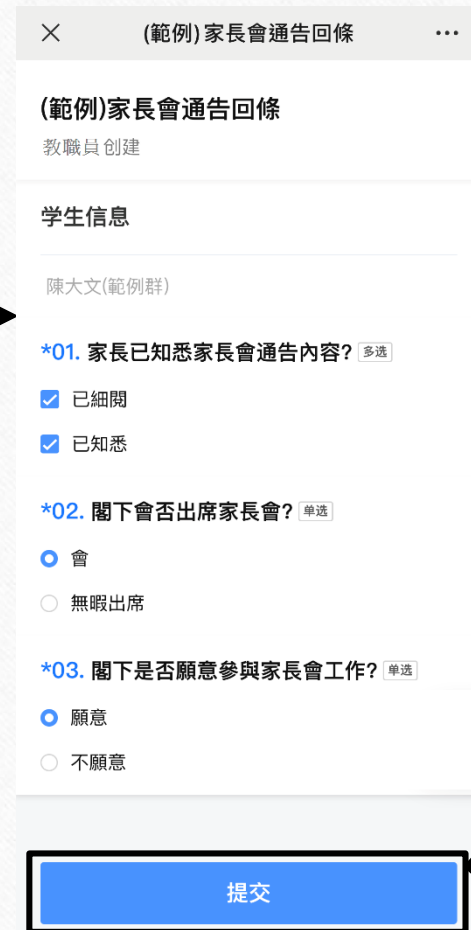 (範例)家長會通告回條
(範例)家長會通告回條
教職員创建
学生信息
陳大文(範例群)
*01. 家長已知悉家長會通告內容? 多选
已細閱
已知悉
*02. 閣下會否出席家長會? 单选
會
無暇出席
*03. 閣下是否願意參與家長會工作? 单选
願意
不願意
提交